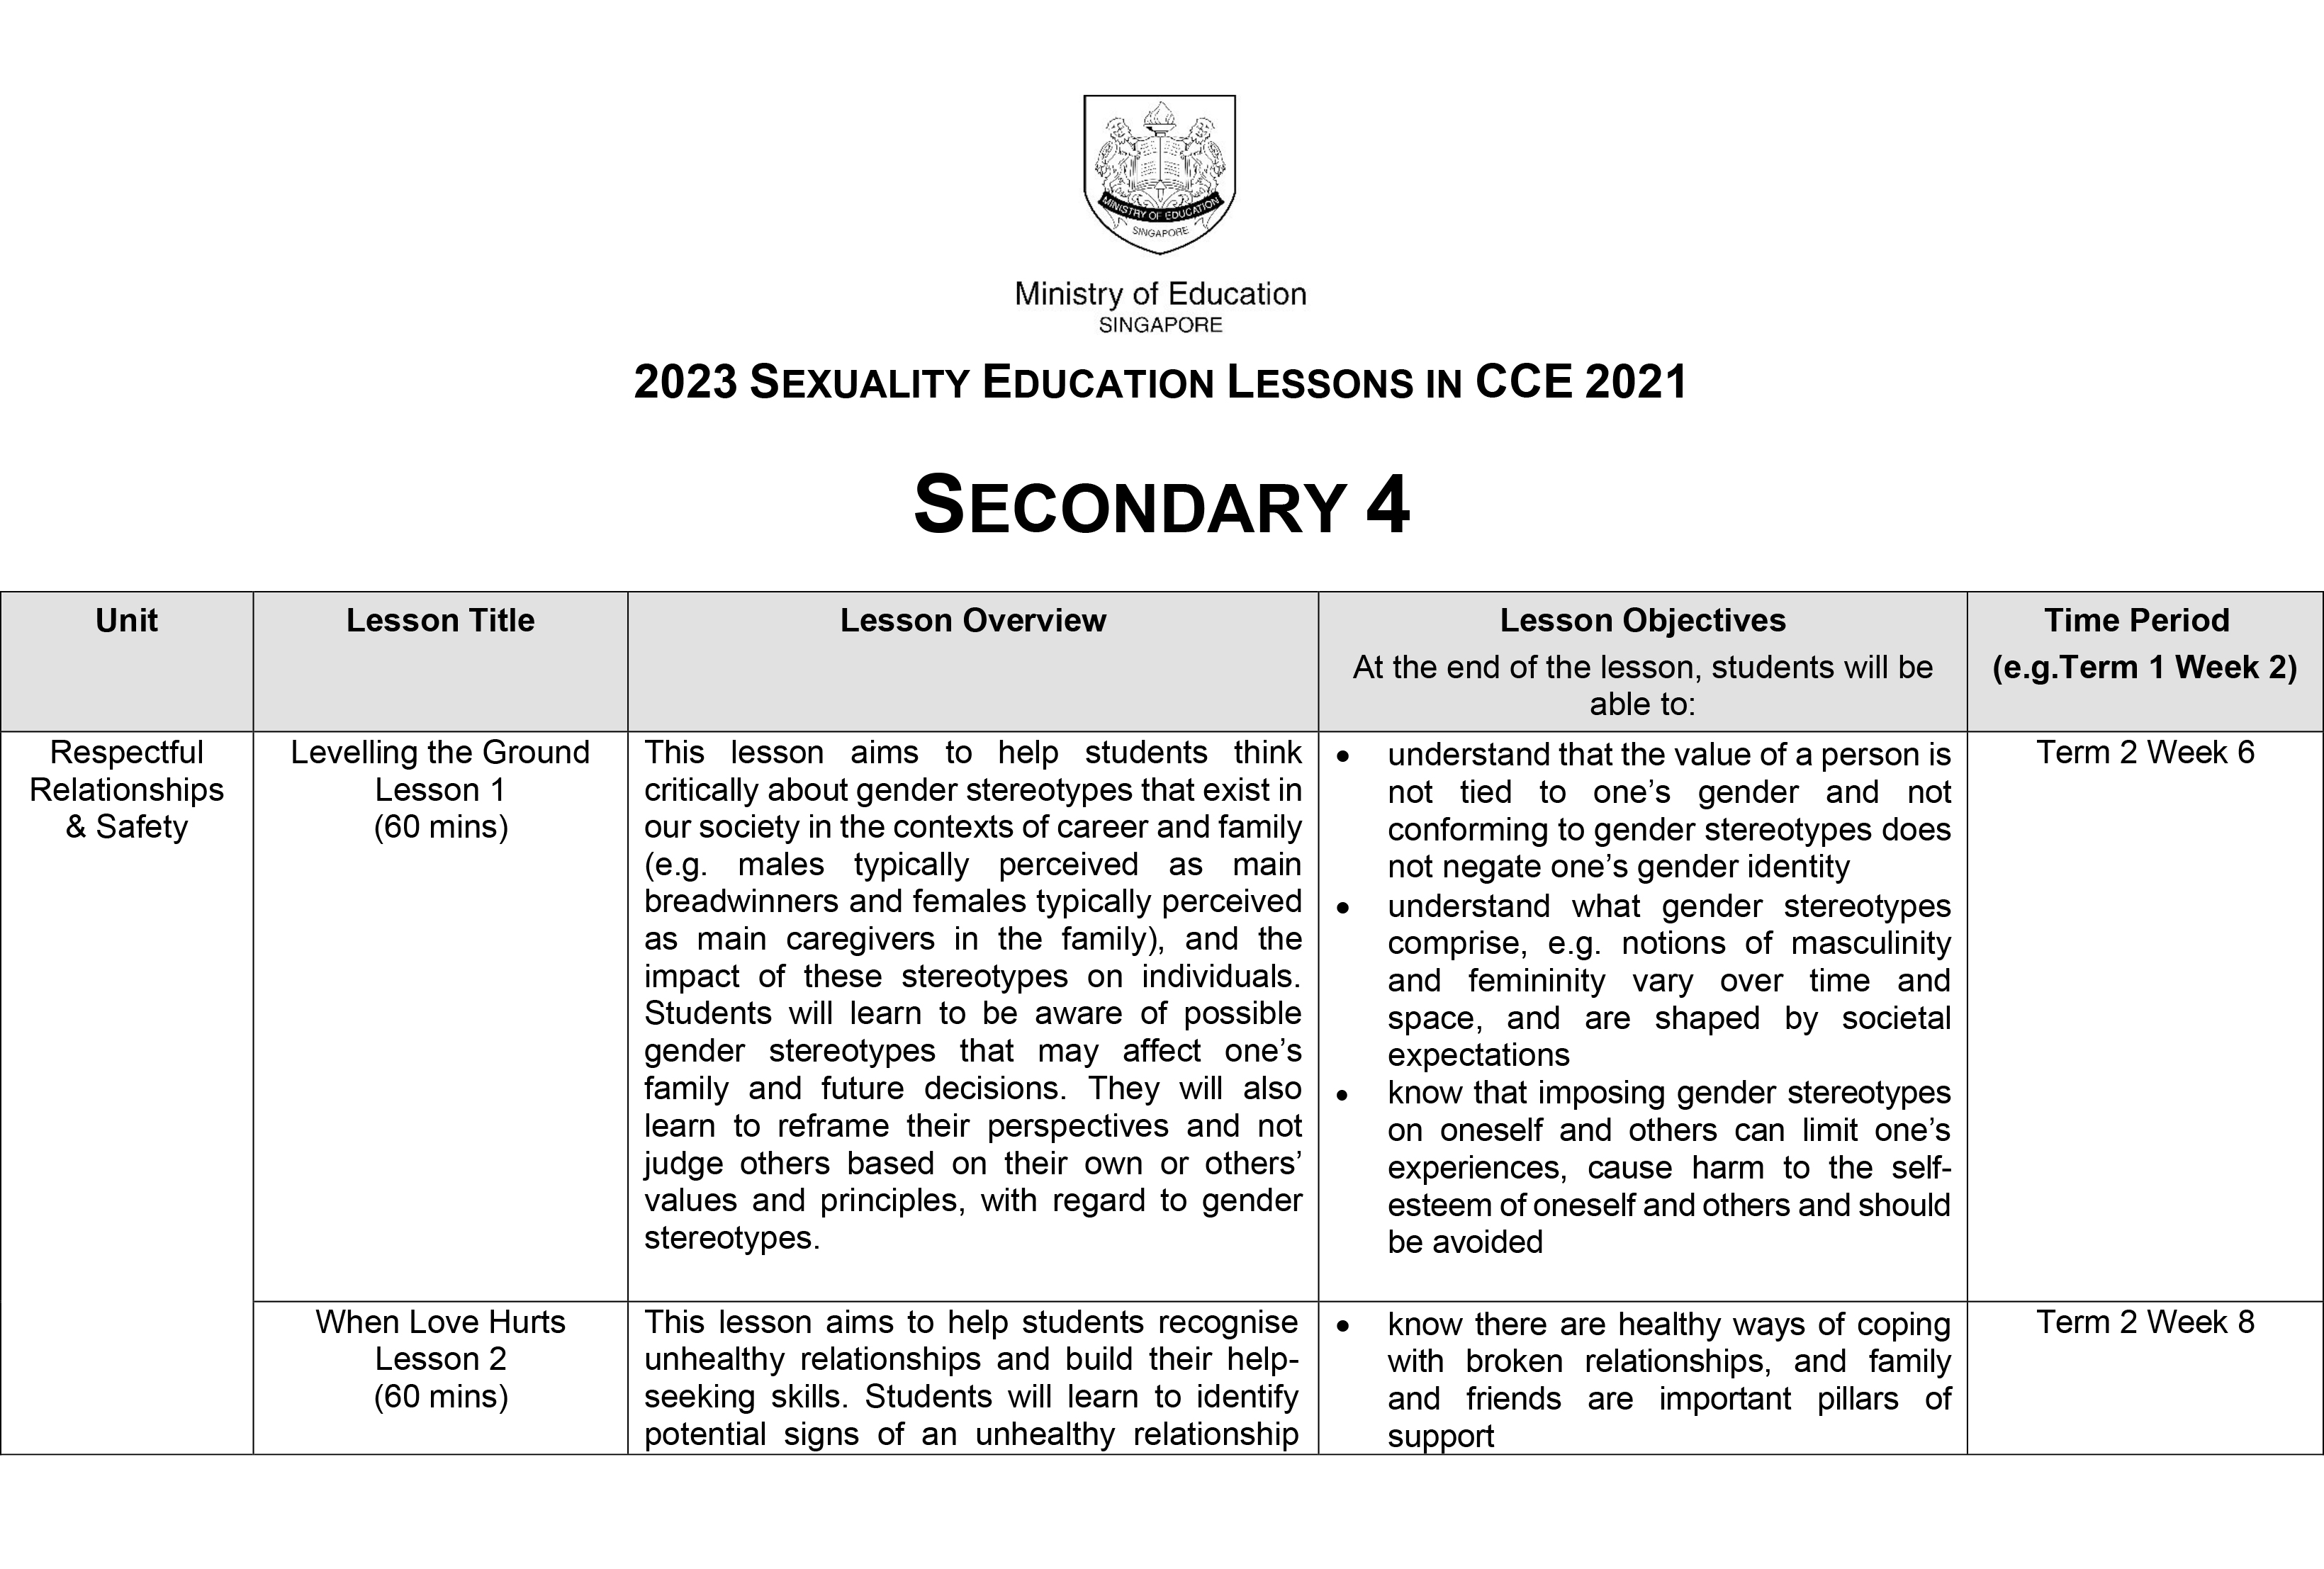 MINISTRY OF EDUCATION
SINGAPORE
Ministry of Education
SINGAPORE
2023 SEXUALITY EDUCATION LESSONS IN CCE 2021
SECONDARY 4
Unit
Lesson Title
Lesson Overview
Lesson Objectives
At the end of the lesson, students will be
able to:
Time Period
(e.g.Term 1 Week 2)
Respectful
Relationships
& Safety
Levelling the Ground
Lesson 1
(60 mins)
This lesson aims to help students think
critically about gender stereotypes that exist in
our society in the contexts of career and family
(e.g. males typically perceived as main
breadwinners and females typically perceived
as main caregivers in the family), and the
impact of these stereotypes on individuals.
Students will learn to be aware of possible
gender stereotypes that may affect one’s
family and future decisions. They will also
learn to reframe their perspectives and not
judge others based on their own or others’
values and principles, with regard to gender
stereotypes.
• understand that the value of a person is
not tied to one’s gender and not
conforming to gender stereotypes does
not negate one’s gender identity
• understand what gender stereotypes
comprise, e.g. notions of masculinity
and femininity vary over time and
space, and are shaped by societal
expectations
• know that imposing gender stereotypes
on oneself and others can limit one’s
experiences, cause harm to the self-
esteem of oneself and others and should
be avoided
Term 2 Week 6
When Love Hurts
Lesson 2
(60 mins)
This lesson aims to help students recognise
unhealthy relationships and build their help-
seeking skills. Students will learn to identify
potential signs of an unhealthy relationship
• know there are healthy ways of coping
with broken relationships, and family
and friends are important pillars of
support
Term 2 Week 8